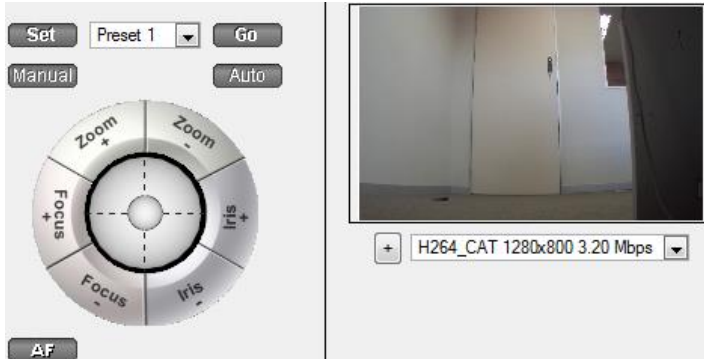 Set Preset 1 Go
Manual Auto
Zoom + Zoom -
Focus + Iris +
Focus - Iris -
AF
+ H264_CAT 1280x800 3.20 Mbps